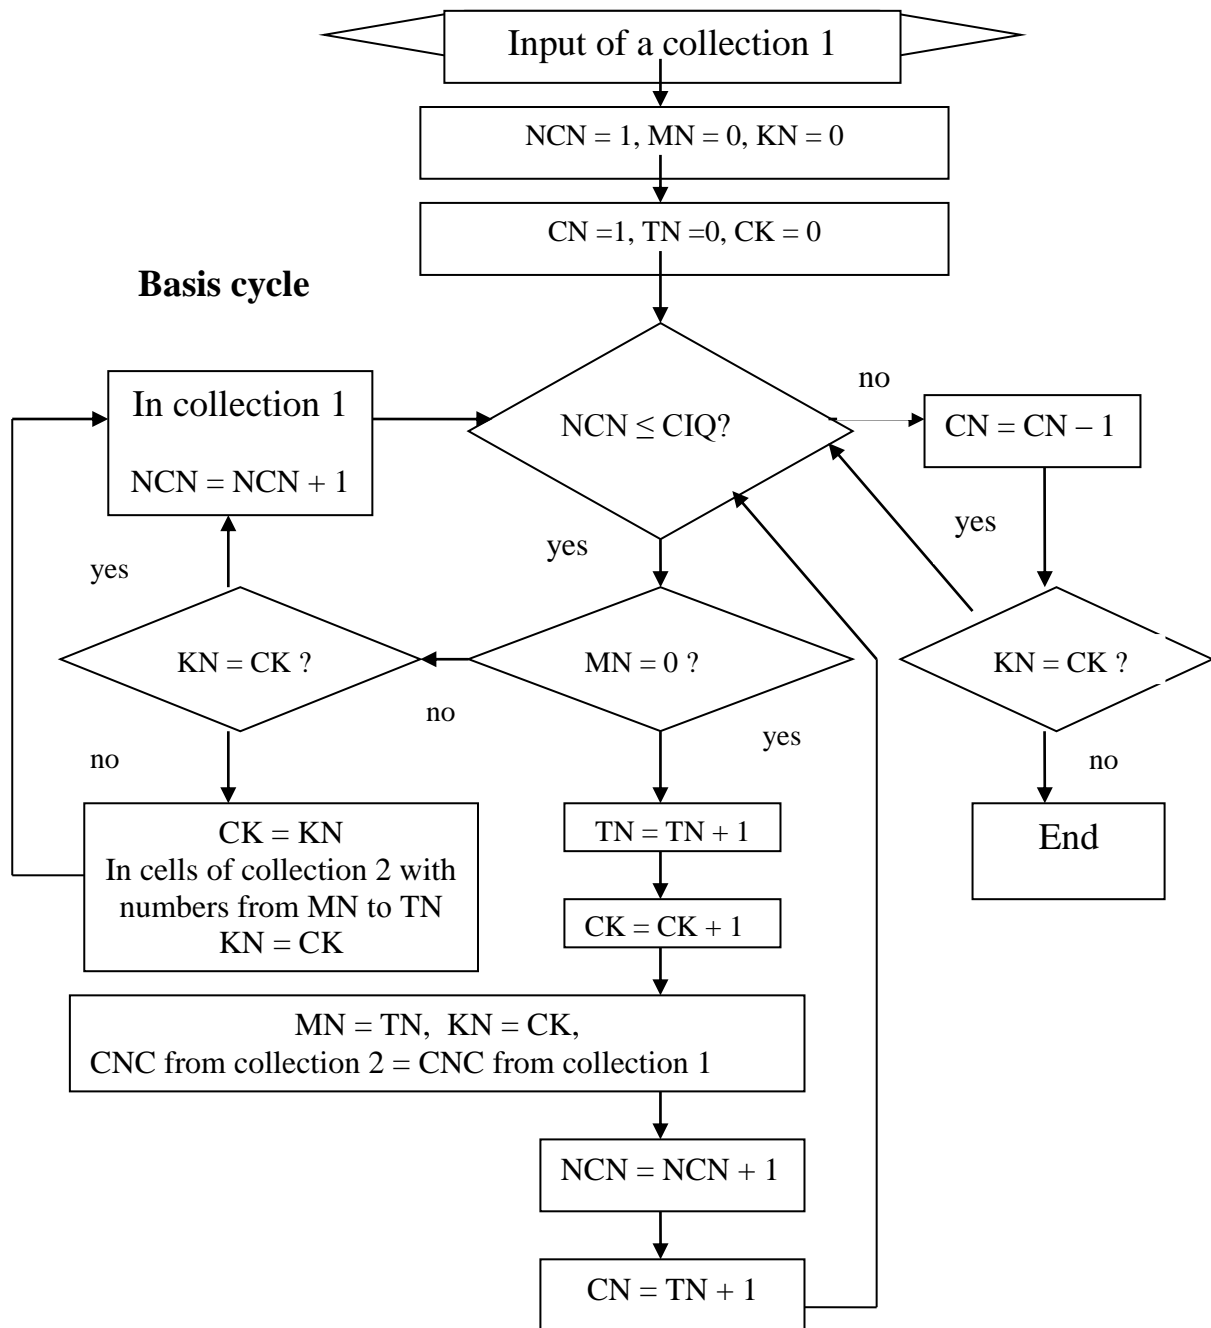 Input of a collection 1
NCN = 1, MN = 0, KN = 0
CN =1, TN =0, CK = 0
Basis cycle
In collection 1
NCN = NCN + 1
NCN ≤ CIQ?
no
CN = CN – 1
yes
yes
yes
KN = CK ?
MN = 0 ?
KN = CK ?
no
yes
no
no
CK = KN
In cells of collection 2 with
numbers from MN to TN
KN = CK
TN = TN + 1
End
CK = CK + 1
MN = TN, KN = CK,
CNC from collection 2 = CNC from collection 1
NCN = NCN + 1
CN = TN + 1